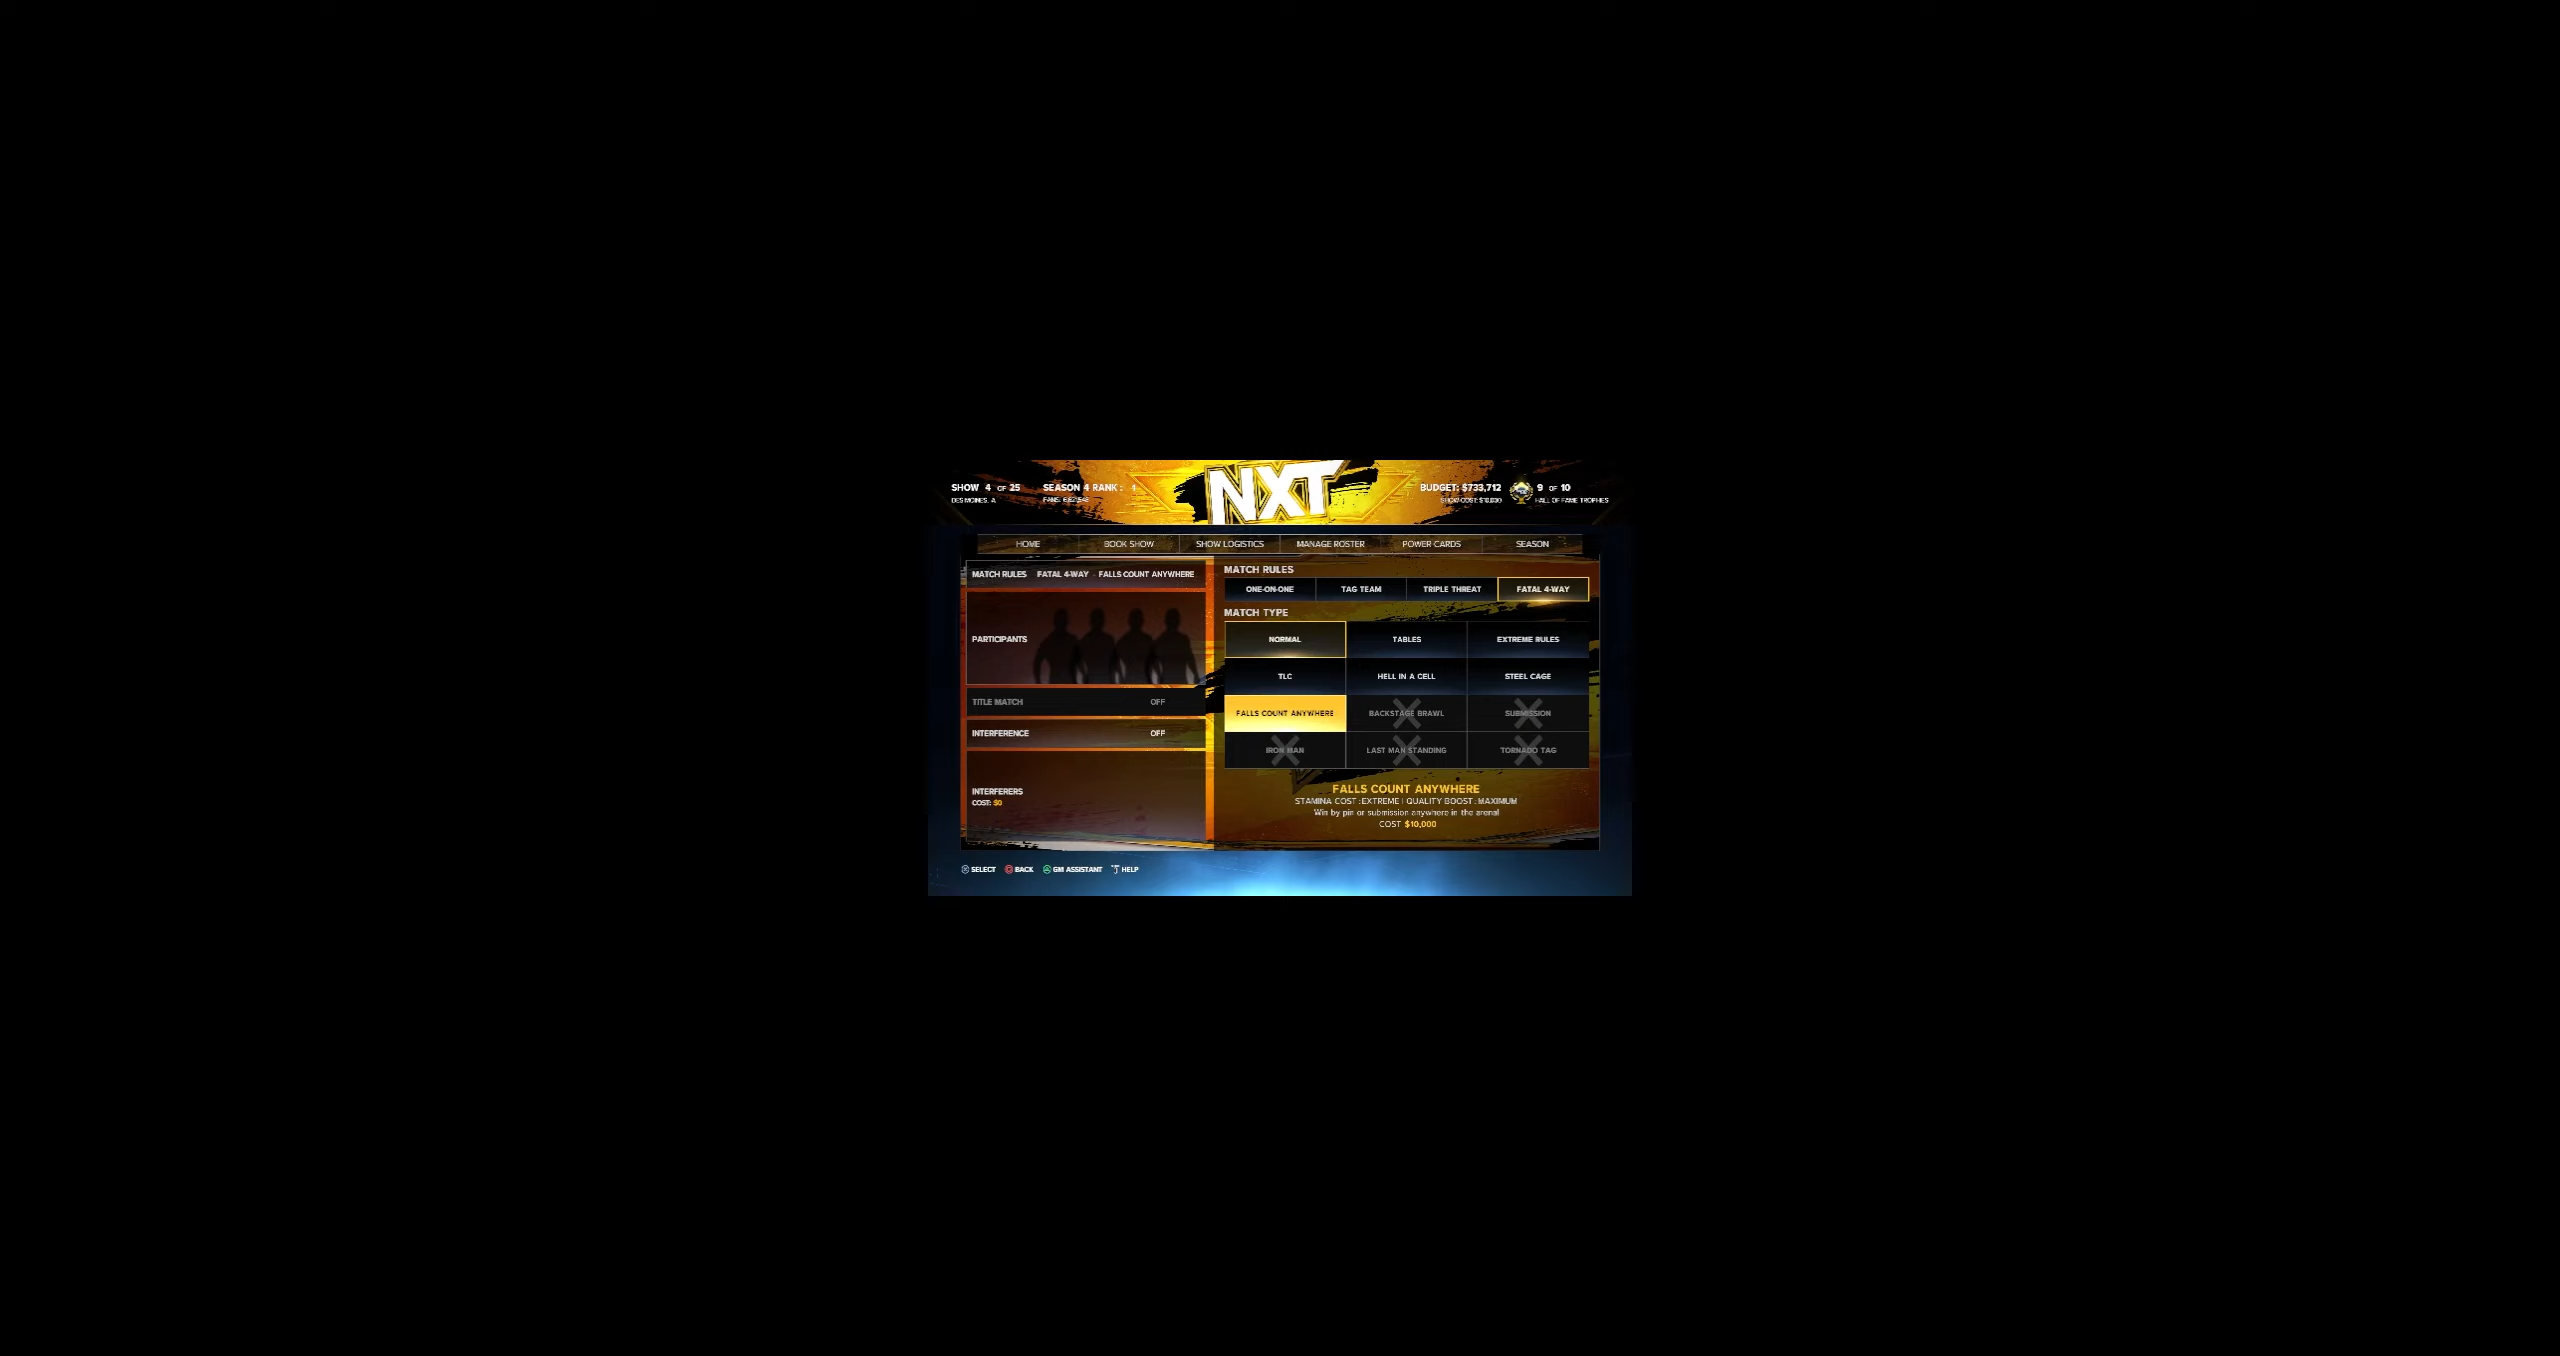 SHOW 4 OF 25
DES MOINES, IA
SEASON 4 RANK : 1
NXT
BUDGET: $733,712
9 OF 10
HALL OF FAME TROPHIES
HOME BOOK SHOW SHOW LOGISTICS MANAGE ROSTER POWER CARDS SEASON
MATCH RULES FATAL 4-WAY - FALLS COUNT ANYWHERE
PARTICIPANTS
TITLE MATCH OFF
INTERFERENCE OFF
INTERFERERS
COST: $0
MATCH RULES
ONE-ON-ONE TAG TEAM TRIPLE THREAT FATAL 4-WAY
MATCH TYPE
NORMAL TABLES EXTREME RULES
TLC HELL IN A CELL STEEL CAGE
FALLS COUNT ANYWHERE BACKSTAGE BRAWL SUBMISSION
IRON MAN LAST MAN STANDING TORNADO TAG
FALLS COUNT ANYWHERE
STAMINA COST : EXTREME | QUALITY BOOST : MAXIMUM
Win by pin or submission anywhere in the arena!
COST $10,000
SELECT BACK GM ASSISTANT HELP